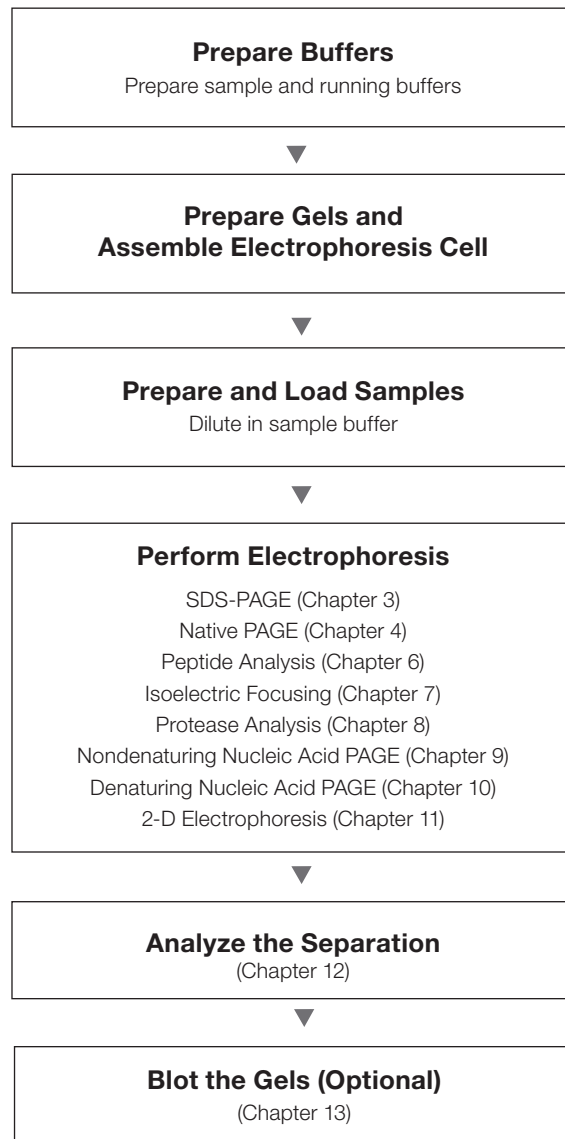 Prepare Buffers
Prepare sample and running buffers
Prepare Gels and
Assemble Electrophoresis Cell
Prepare and Load Samples
Dilute in sample buffer
Perform Electrophoresis
SDS-PAGE (Chapter 3)
Native PAGE (Chapter 4)
Peptide Analysis (Chapter 6)
Isoelectric Focusing (Chapter 7)
Protease Analysis (Chapter 8)
Nondenaturing Nucleic Acid PAGE (Chapter 9)
Denaturing Nucleic Acid PAGE (Chapter 10)
2-D Electrophoresis (Chapter 11)
Analyze the Separation
(Chapter 12)
Blot the Gels (Optional)
(Chapter 13)